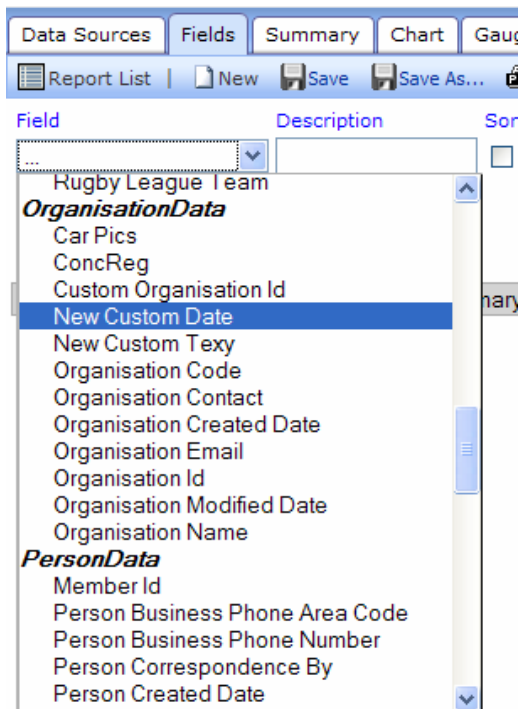 Data Sources Fields Summary Chart Gaug
Report List | New Save Save As...
Field Description Sor
...
Rugby League Team
OrganisationData
Car Pics
ConcReg
Custom Organisation Id
New Custom Date
nary
New Custom Texy
Organisation Code
Organisation Contact
Organisation Created Date
Organisation Email
Organisation Id
Organisation Modified Date
Organisation Name
PersonData
Member Id
Person Business Phone Area Code
Person Business Phone Number
Person Correspondence By
Person Created Date